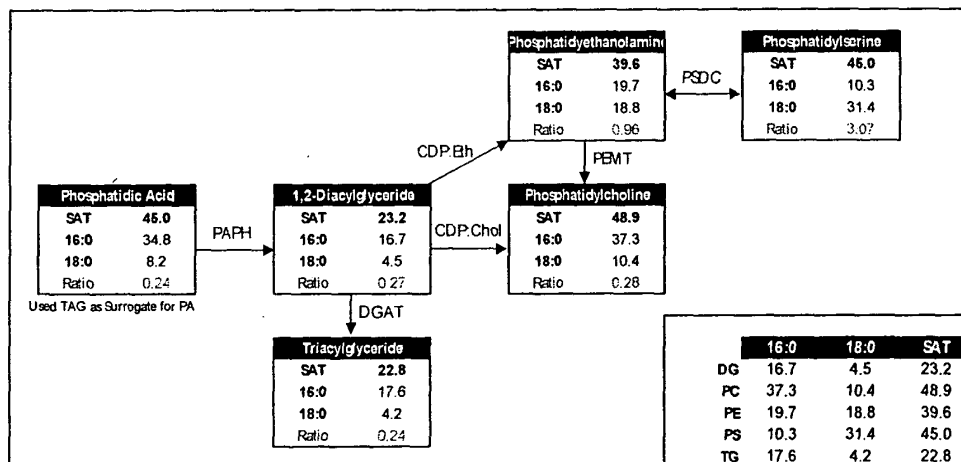 Phosphatidyethanolamine
SAT 39.6
16:0 19.7
18:0 18.8
Ratio 0.96
PSDC
Phosphatidylserine
SAT 45.0
16:0 10.3
18:0 31.4
Ratio 3.07
CDP:Eth
PEMT
Phosphatidic Acid
SAT 45.0
16:0 34.8
18:0 8.2
Ratio 0.24
Used TAG as Surrogate for PA
PAPH
1,2-Diacylglyceride
SAT 23.2
16:0 16.7
18:0 4.5
Ratio 0.27
CDP:Chol
Phosphatidylcholine
SAT 48.9
16:0 37.3
18:0 10.4
Ratio 0.28
DGAT
Triacylglyceride
SAT 22.8
16:0 17.6
18:0 4.2
Ratio 0.24
16:0 18:0 SAT
DG 16.7 4.5 23.2
PC 37.3 10.4 48.9
PE 19.7 18.8 39.6
PS 10.3 31.4 45.0
TG 17.6 4.2 22.8